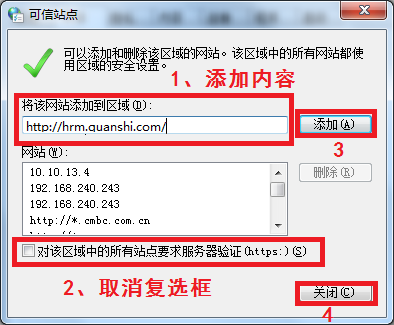 可信站点
可以添加和删除该区域的网站。该区域中的所有网站都使
用区域的安全设置。
1、添加内容
将该网站添加到区域(D):
http://hrm.quanshi.com/
添加(A)
3
网站(W):
10.10.13.4
192.168.240.243
192.168.240.243
http://*.cmbc.com.cn
删除(R)
对该区域中的所有站点要求服务器验证(https:)(S)
2、取消复选框
关闭(C)
4